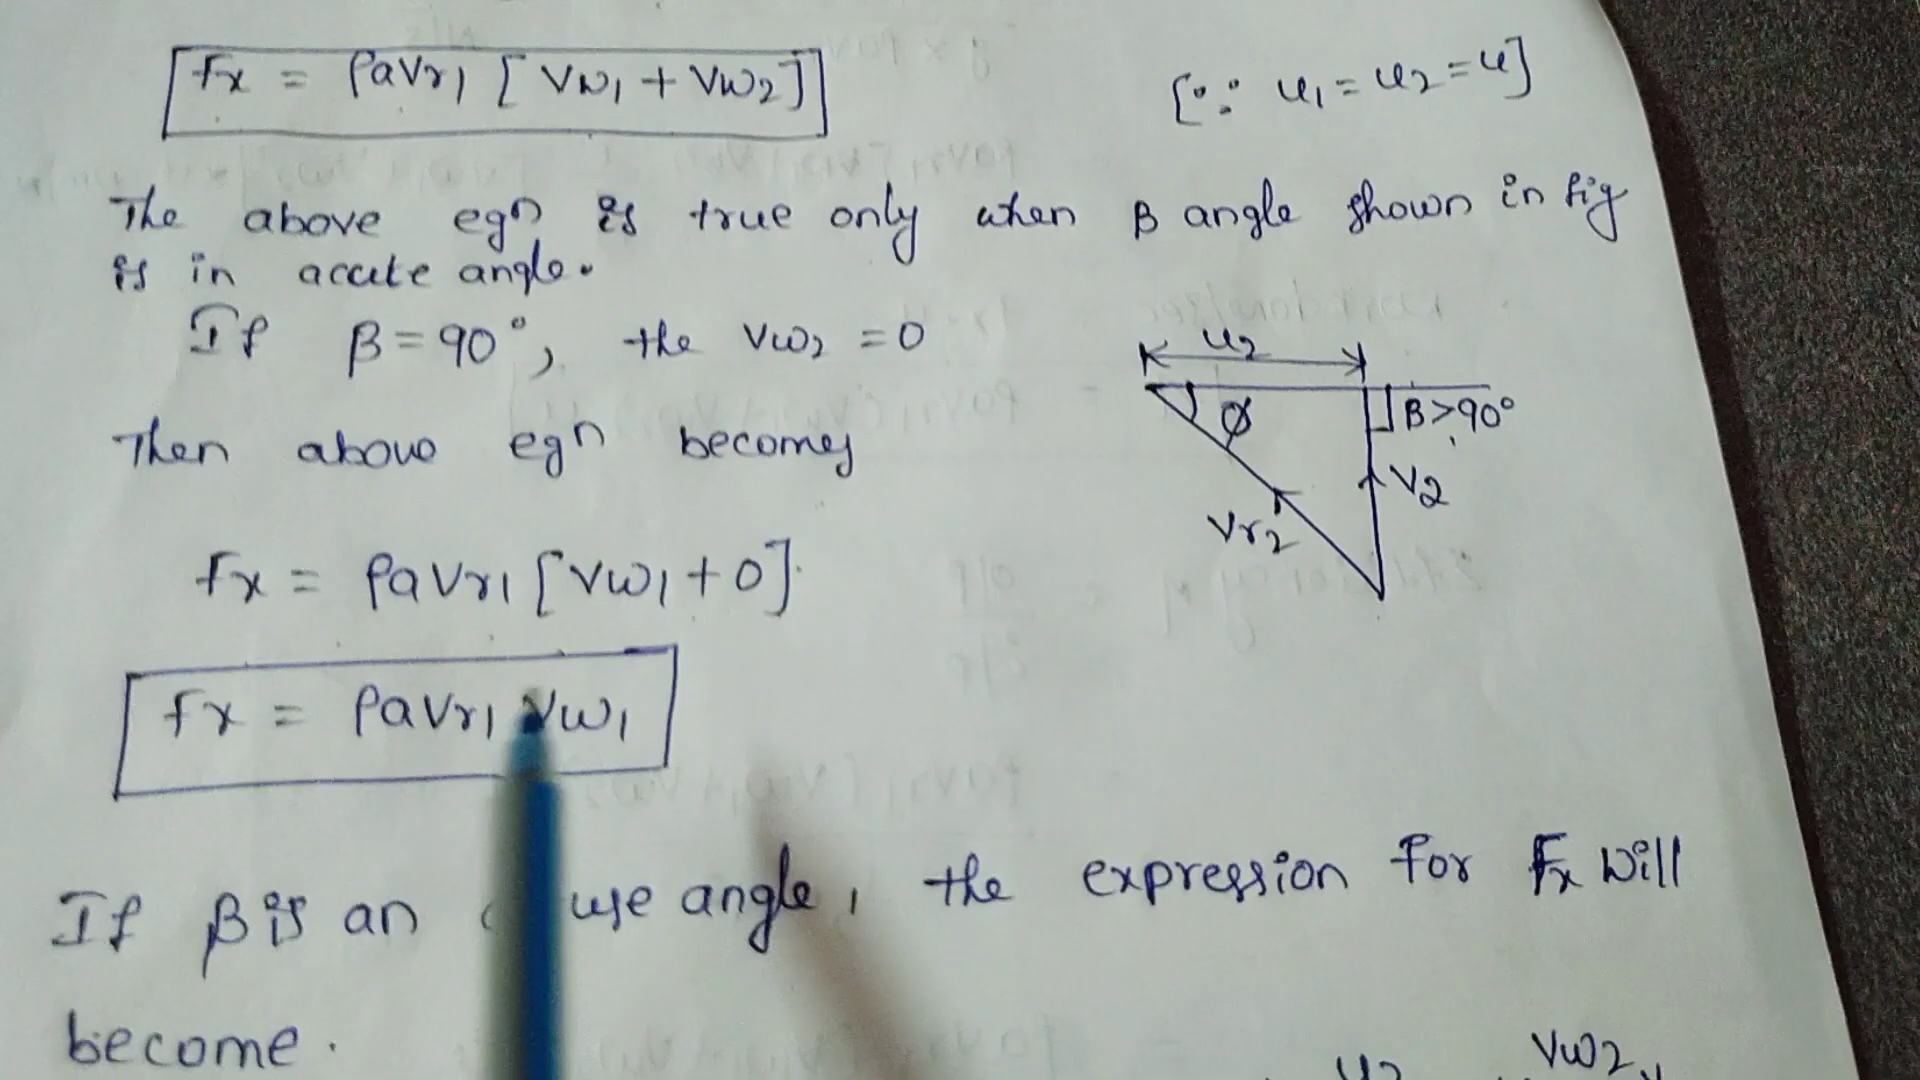 Fx = ρaVr1 [Vw1 + Vw2] [∵ u1 = u2 = u]
The above eqn is true only when β angle shown in fig
is in acute angle.
If β = 90°, the Vw2 = 0
u2
ϕ β>90°
Then above eqn becomes
V2
Vr2
Fx = ρaVr1 [Vw1 + 0].
Fx = ρaVr1 Vw1
If β is an angle, the expression for Fx will
become.
u2 Vw2